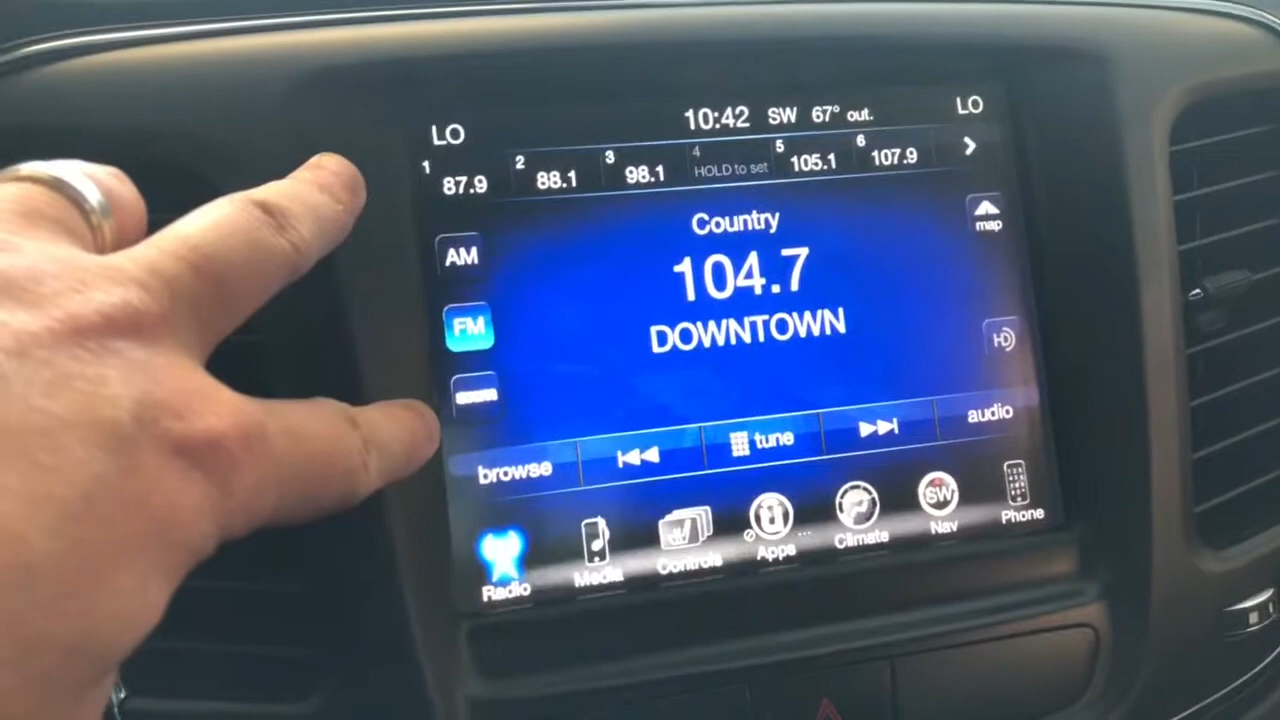 LO 10:42 SW 67° out. LO
1 87.9 2 88.1 3 98.1 4 HOLD to set 5 105.1 6 107.9
Country
map
AM
104.7
FM
DOWNTOWN
HD
browse tune audio
SW
Radio Media Controls Apps Climate Nav Phone